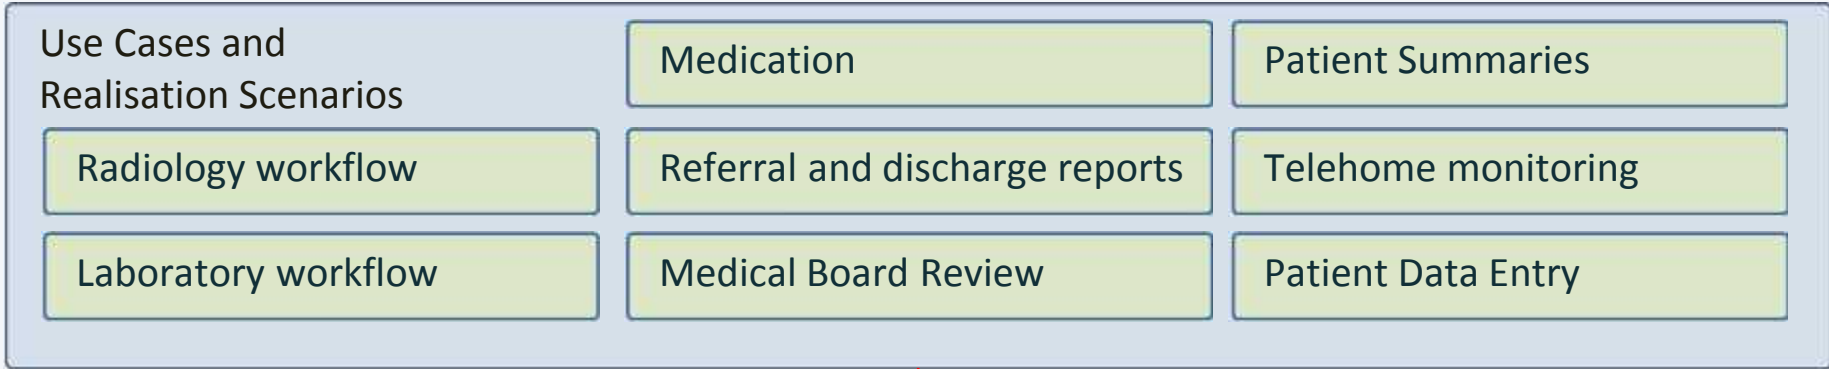 Use Cases and
Realisation Scenarios
Medication
Patient Summaries
Radiology workflow
Referral and discharge reports
Telehome monitoring
Laboratory workflow
Medical Board Review
Patient Data Entry